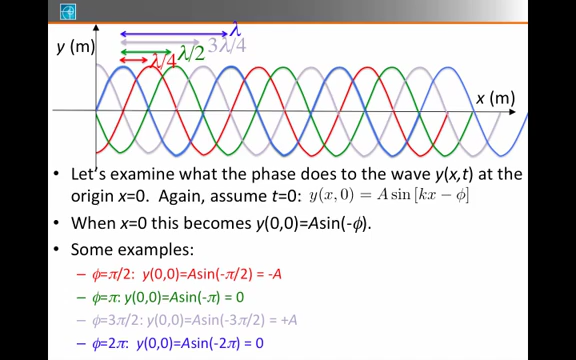 λ
3λ/4
λ/2
λ/4
y (m)
x (m)
• Let's examine what the phase does to the wave y(x,t) at the
origin x=0. Again, assume t=0: y(x, 0) = A sin [kx − ϕ]
• When x=0 this becomes y(0,0)=Asin(-ϕ).
• Some examples:
– ϕ=π/2: y(0,0)=Asin(-π/2) = -A
– ϕ=π: y(0,0)=Asin(-π) = 0
– ϕ=3π/2: y(0,0)=Asin(-3π/2) = +A
– ϕ=2π: y(0,0)=Asin(-2π) = 0